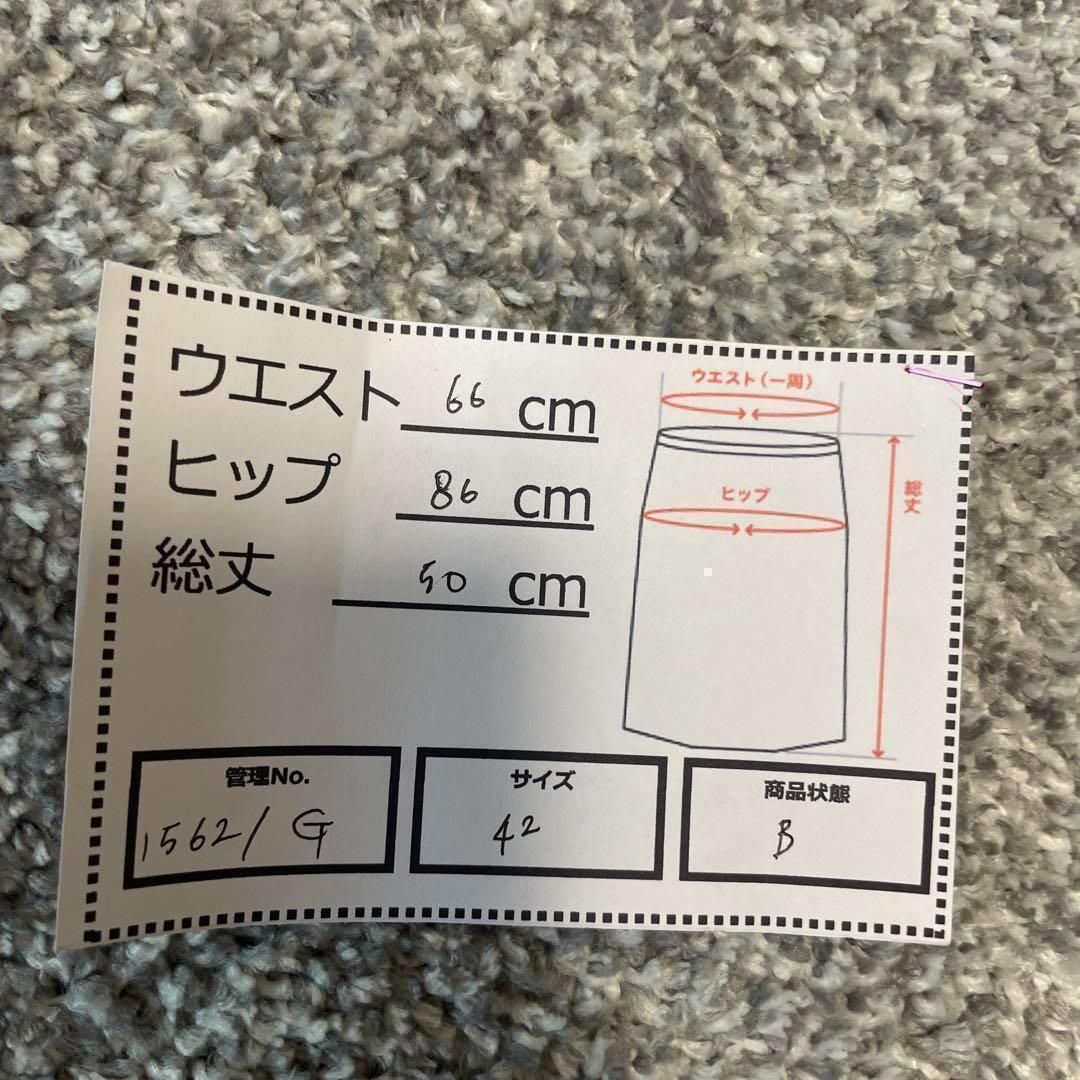 ウエスト 66 cm
ヒップ 86 cm
総丈 50 cm
ウエスト(一周)
ヒップ
総丈
管理No.
1562/G
サイズ
42
商品状態
B